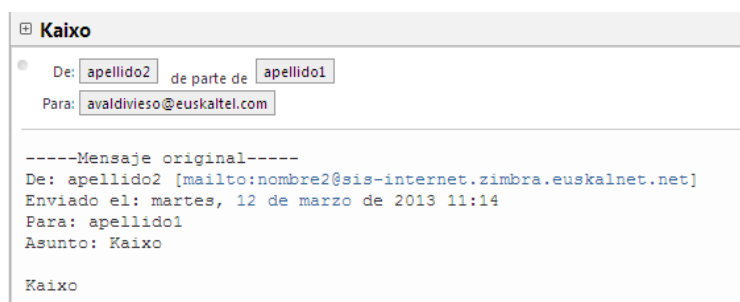 Kaixo
De: apellido2 de parte de apellido1
Para: avaldivieso@euskaltel.com
-----Mensaje original-----
De: apellido2 [mailto:nombre2@sis-internet.zimbra.euskalnet.net]
Enviado el: martes, 12 de marzo de 2013 11:14
Para: apellido1
Asunto: Kaixo
Kaixo